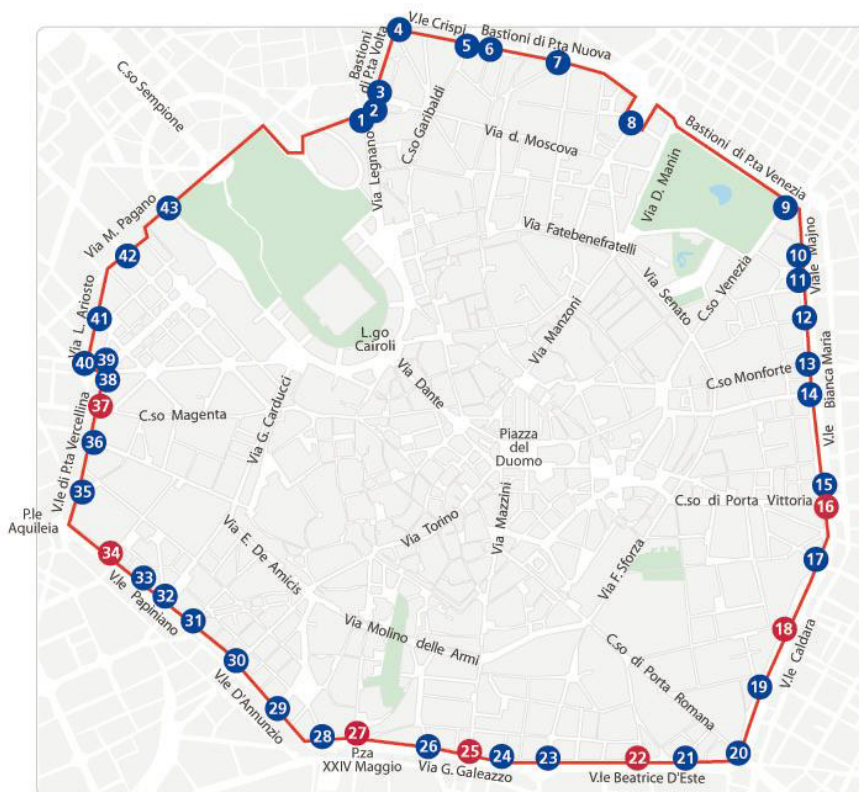 V.le Crispi
Bastioni di P.ta Nuova
Bastioni
di P.ta Volta
4
5
6
7
3
2
1
8
C.so Sempione
C.so Garibaldi
Via d. Moscova
Bastioni di P.ta Venezia
Via Legnano
Via D. Manin
43
9
Via M. Pagano
Via Fatebenefratelli
42
10
Viale Majno
11
Via Senato
C.so Venezia
41
12
Via L. Ariosto
L.go
Cairoli
Via Manzoni
40
39
38
13
C.so Monforte
V.le Bianca Maria
14
Via Dante
37
C.so Magenta
Via G. Carducci
36
V.le di P.ta Vercellina
Piazza
del
Duomo
35
15
C.so di Porta Vittoria
16
P.le
Aquileia
Via Torino
Via Mazzini
34
17
Via E. De Amicis
Via F. Sforza
33
32
V.le Papiniano
31
18
Via Molino delle Armi
V.le Caldara
30
C.so di Porta Romana
19
V.le D'Annunzio
29
28
27
26
25
24
23
22
21
20
P.za
XXIV Maggio
Via G. Galeazzo
V.le Beatrice D'Este